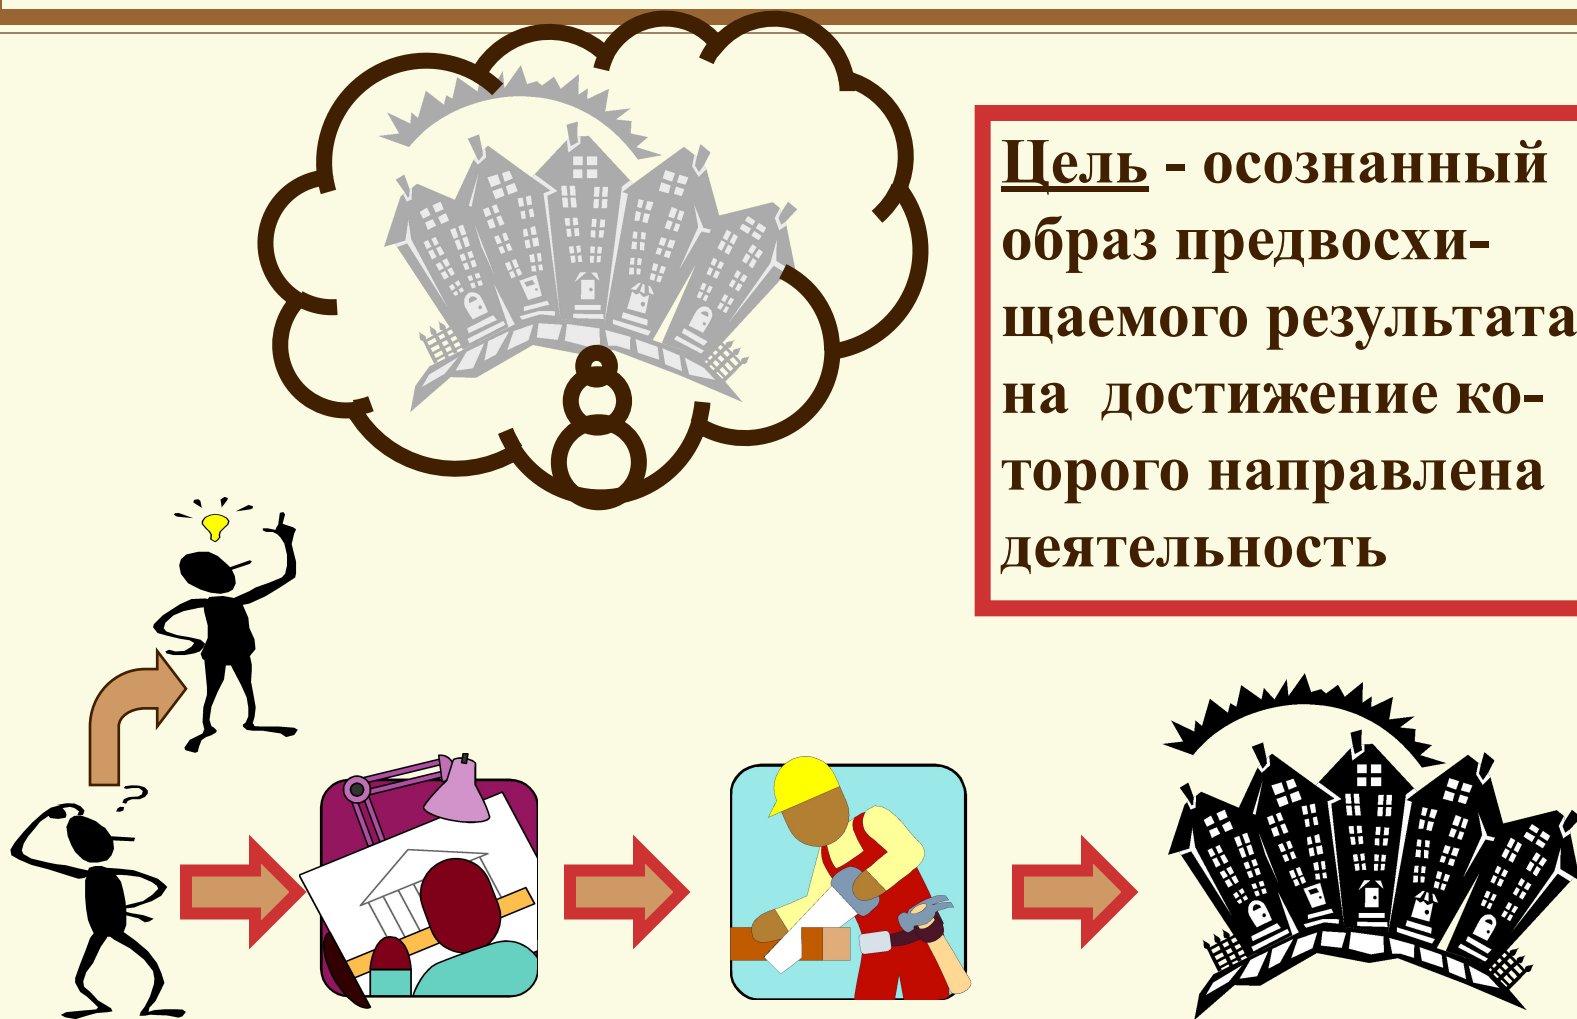 Цель - осознанный
образ предвосхи-
щаемого результата
на  достижение ко-
торого направлена
деятельность
?